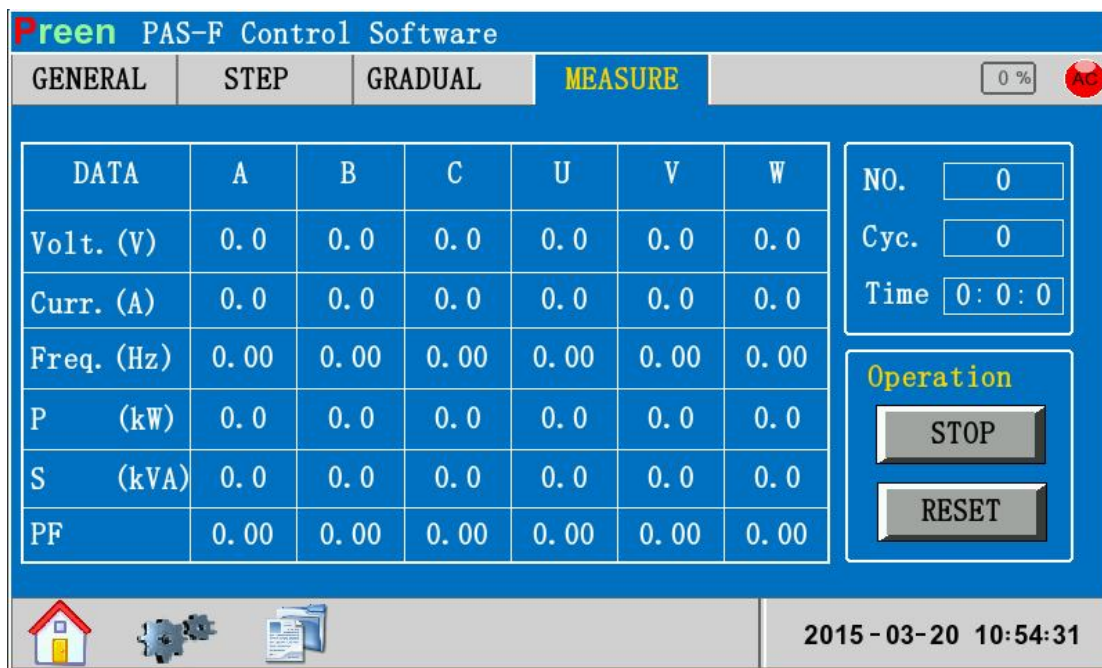 Preen PAS-F Control Software
GENERAL STEP GRADUAL MEASURE 0 % AC
DATA A B C U V W
Volt. (V) 0.0 0.0 0.0 0.0 0.0 0.0
Curr. (A) 0.0 0.0 0.0 0.0 0.0 0.0
Freq. (Hz) 0.00 0.00 0.00 0.00 0.00 0.00
P (kW) 0.0 0.0 0.0 0.0 0.0 0.0
S (kVA) 0.0 0.0 0.0 0.0 0.0 0.0
PF 0.00 0.00 0.00 0.00 0.00 0.00
NO. 0
Cyc. 0
Time 0:0:0
Operation
STOP
RESET
2015-03-20 10:54:31